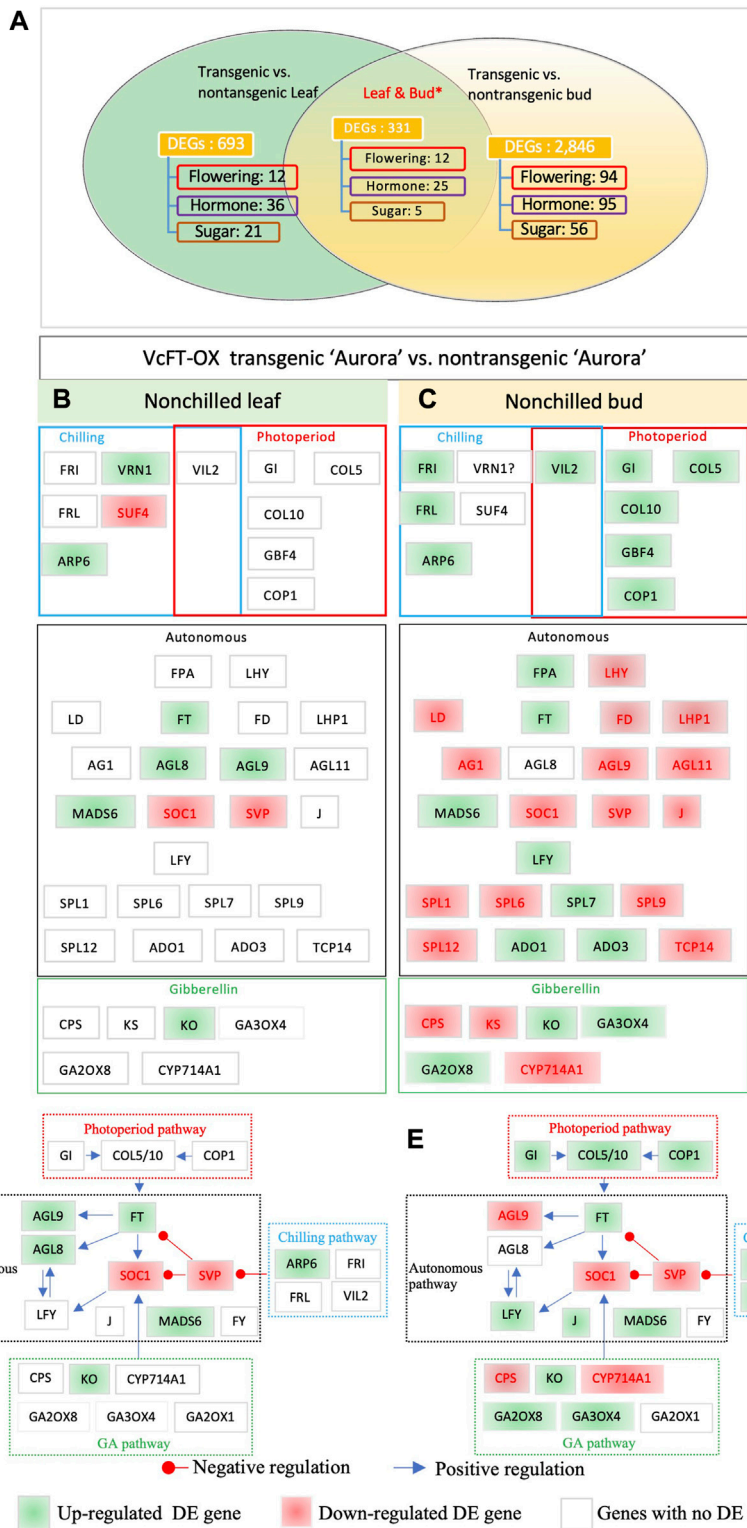 A
Transgenic vs.
nontansgenic Leaf
Leaf & Bud*
Transgenic vs.
nontransgenic bud
DEGs : 693
Flowering: 12
Hormone: 36
Sugar: 21
DEGs : 331
Flowering: 12
Hormone: 25
Sugar: 5
DEGs : 2,846
Flowering: 94
Hormone: 95
Sugar: 56
VcFT-OX transgenic ‘Aurora’ vs. nontransgenic ‘Aurora’
B Nonchilled leaf
Chilling Photoperiod
FRI VRN1 VIL2 GI COL5
FRL SUF4 COL10
ARP6 GBF4
COP1
Autonomous
FPA LHY
LD FT FD LHP1
AG1 AGL8 AGL9 AGL11
MADS6 SOC1 SVP J
LFY
SPL1 SPL6 SPL7 SPL9
SPL12 ADO1 ADO3 TCP14
Gibberellin
CPS KS KO GA3OX4
GA2OX8 CYP714A1
C Nonchilled bud
Chilling Photoperiod
FRI VRN1? VIL2 GI COL5
FRL SUF4 COL10
ARP6 GBF4
COP1
Autonomous
FPA LHY
LD FT FD LHP1
AG1 AGL8 AGL9 AGL11
MADS6 SOC1 SVP J
LFY
SPL1 SPL6 SPL7 SPL9
SPL12 ADO1 ADO3 TCP14
Gibberellin
CPS KS KO GA3OX4
GA2OX8 CYP714A1
Photoperiod pathway
GI COL5/10 COP1
AGL9 FT
AGL8
Chilling pathway
ARP6 FRI
SOC1 SVP
FRL VIL2
LFY J MADS6 FY
CPS KO CYP714A1
GA2OX8 GA3OX4 GA2OX1
GA pathway
E
Photoperiod pathway
GI COL5/10 COP1
AGL9 FT
AGL8
Autonomous
pathway
SOC1 SVP
LFY J MADS6 FY
CPS KO CYP714A1
GA2OX8 GA3OX4 GA2OX1
GA pathway
Negative regulation Positive regulation
Up-regulated DE gene Down-regulated DE gene Genes with no DE